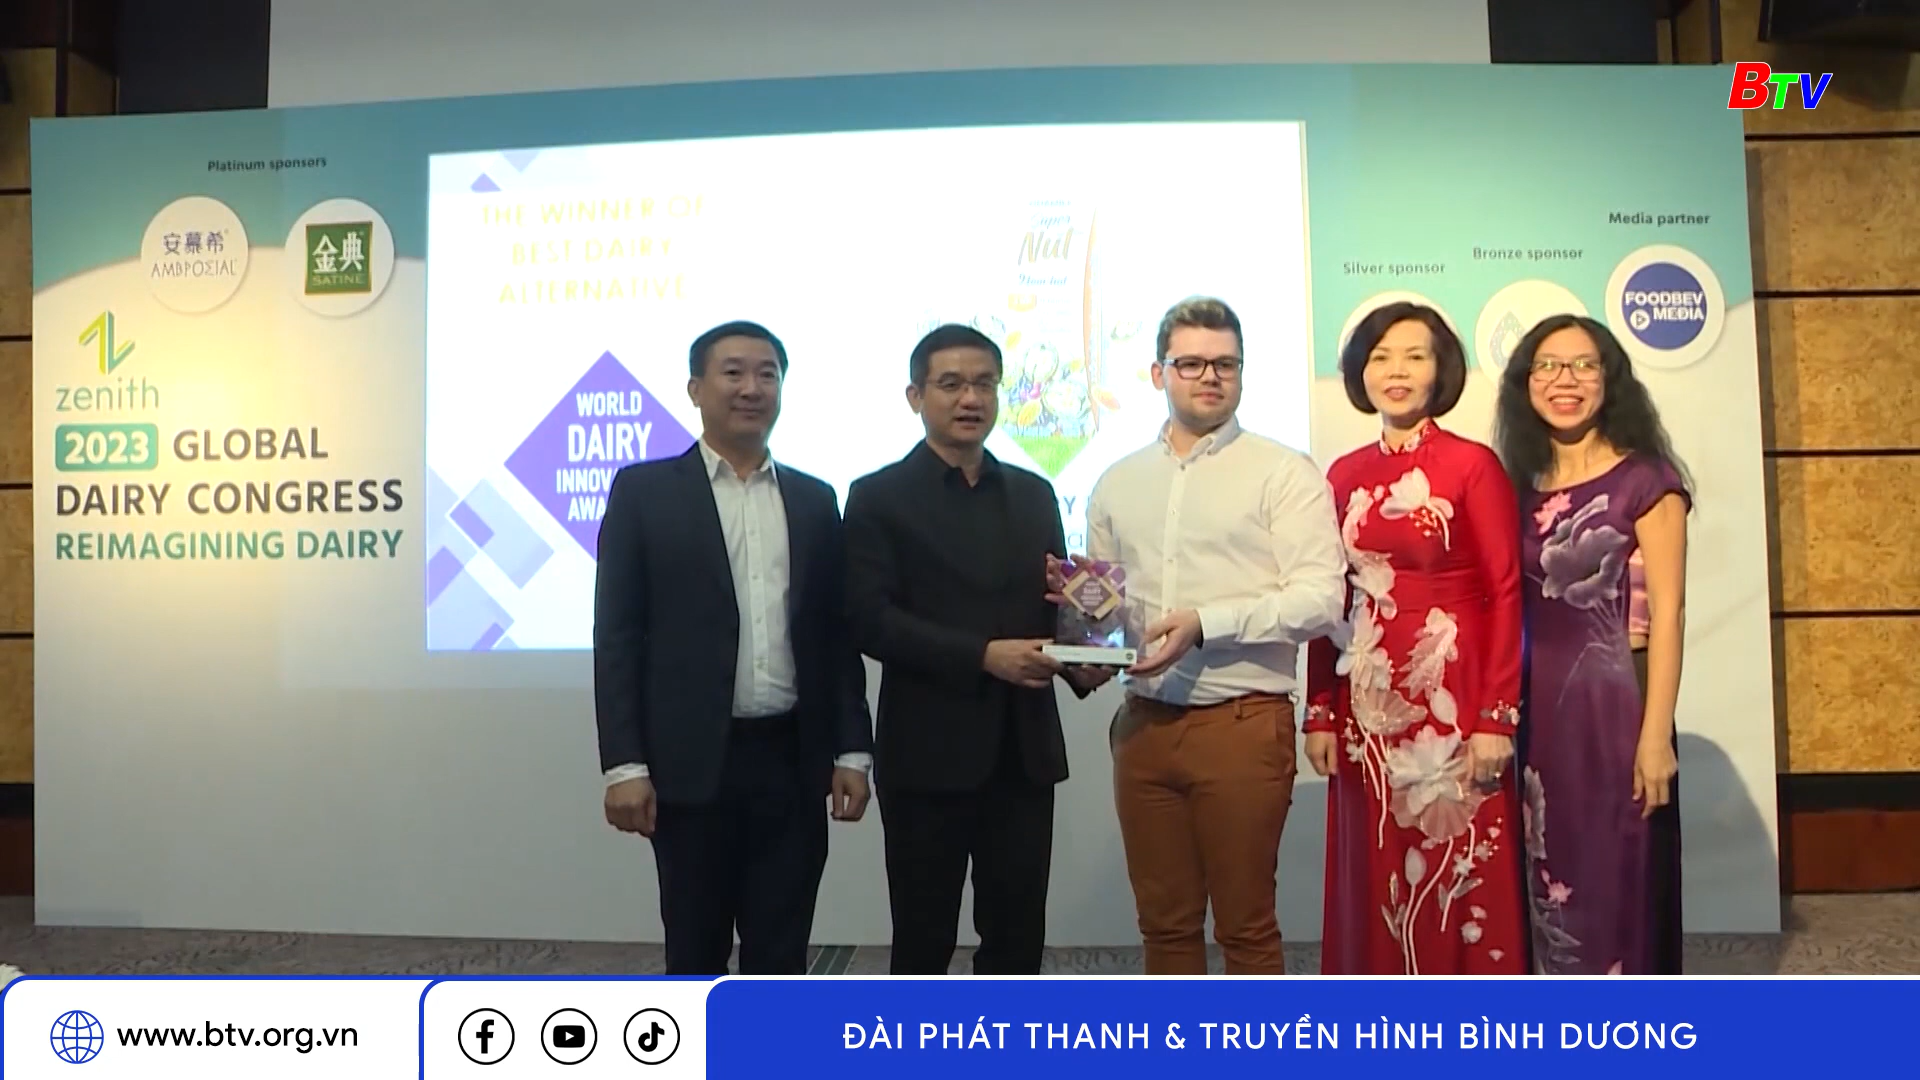 BTV
Platinum sponsors
安慕希
AMBPOΣIAL
金典
SATINE
zenith
2023 GLOBAL
DAIRY CONGRESS
REIMAGINING DAIRY
THE WINNER OF
BEST DAIRY
ALTERNATIVE
WORLD
DAIRY
Super
Nut
Silver sponsor
Bronze sponsor
Media partner
FOODBEV
MEDIA
www.btv.org.vn
ĐÀI PHÁT THANH & TRUYỀN HÌNH BÌNH DƯƠNG